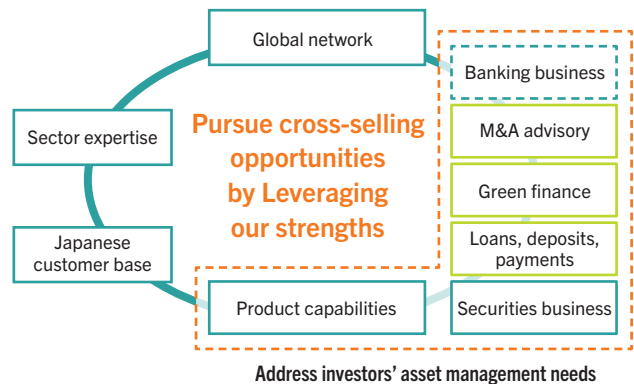 Global network
Banking business
Sector expertise
Pursue cross-selling
opportunities
by Leveraging
our strengths
M&A advisory
Green finance
Japanese
customer base
Loans, deposits,
payments
Product capabilities
Securities business
Address investors’ asset management needs